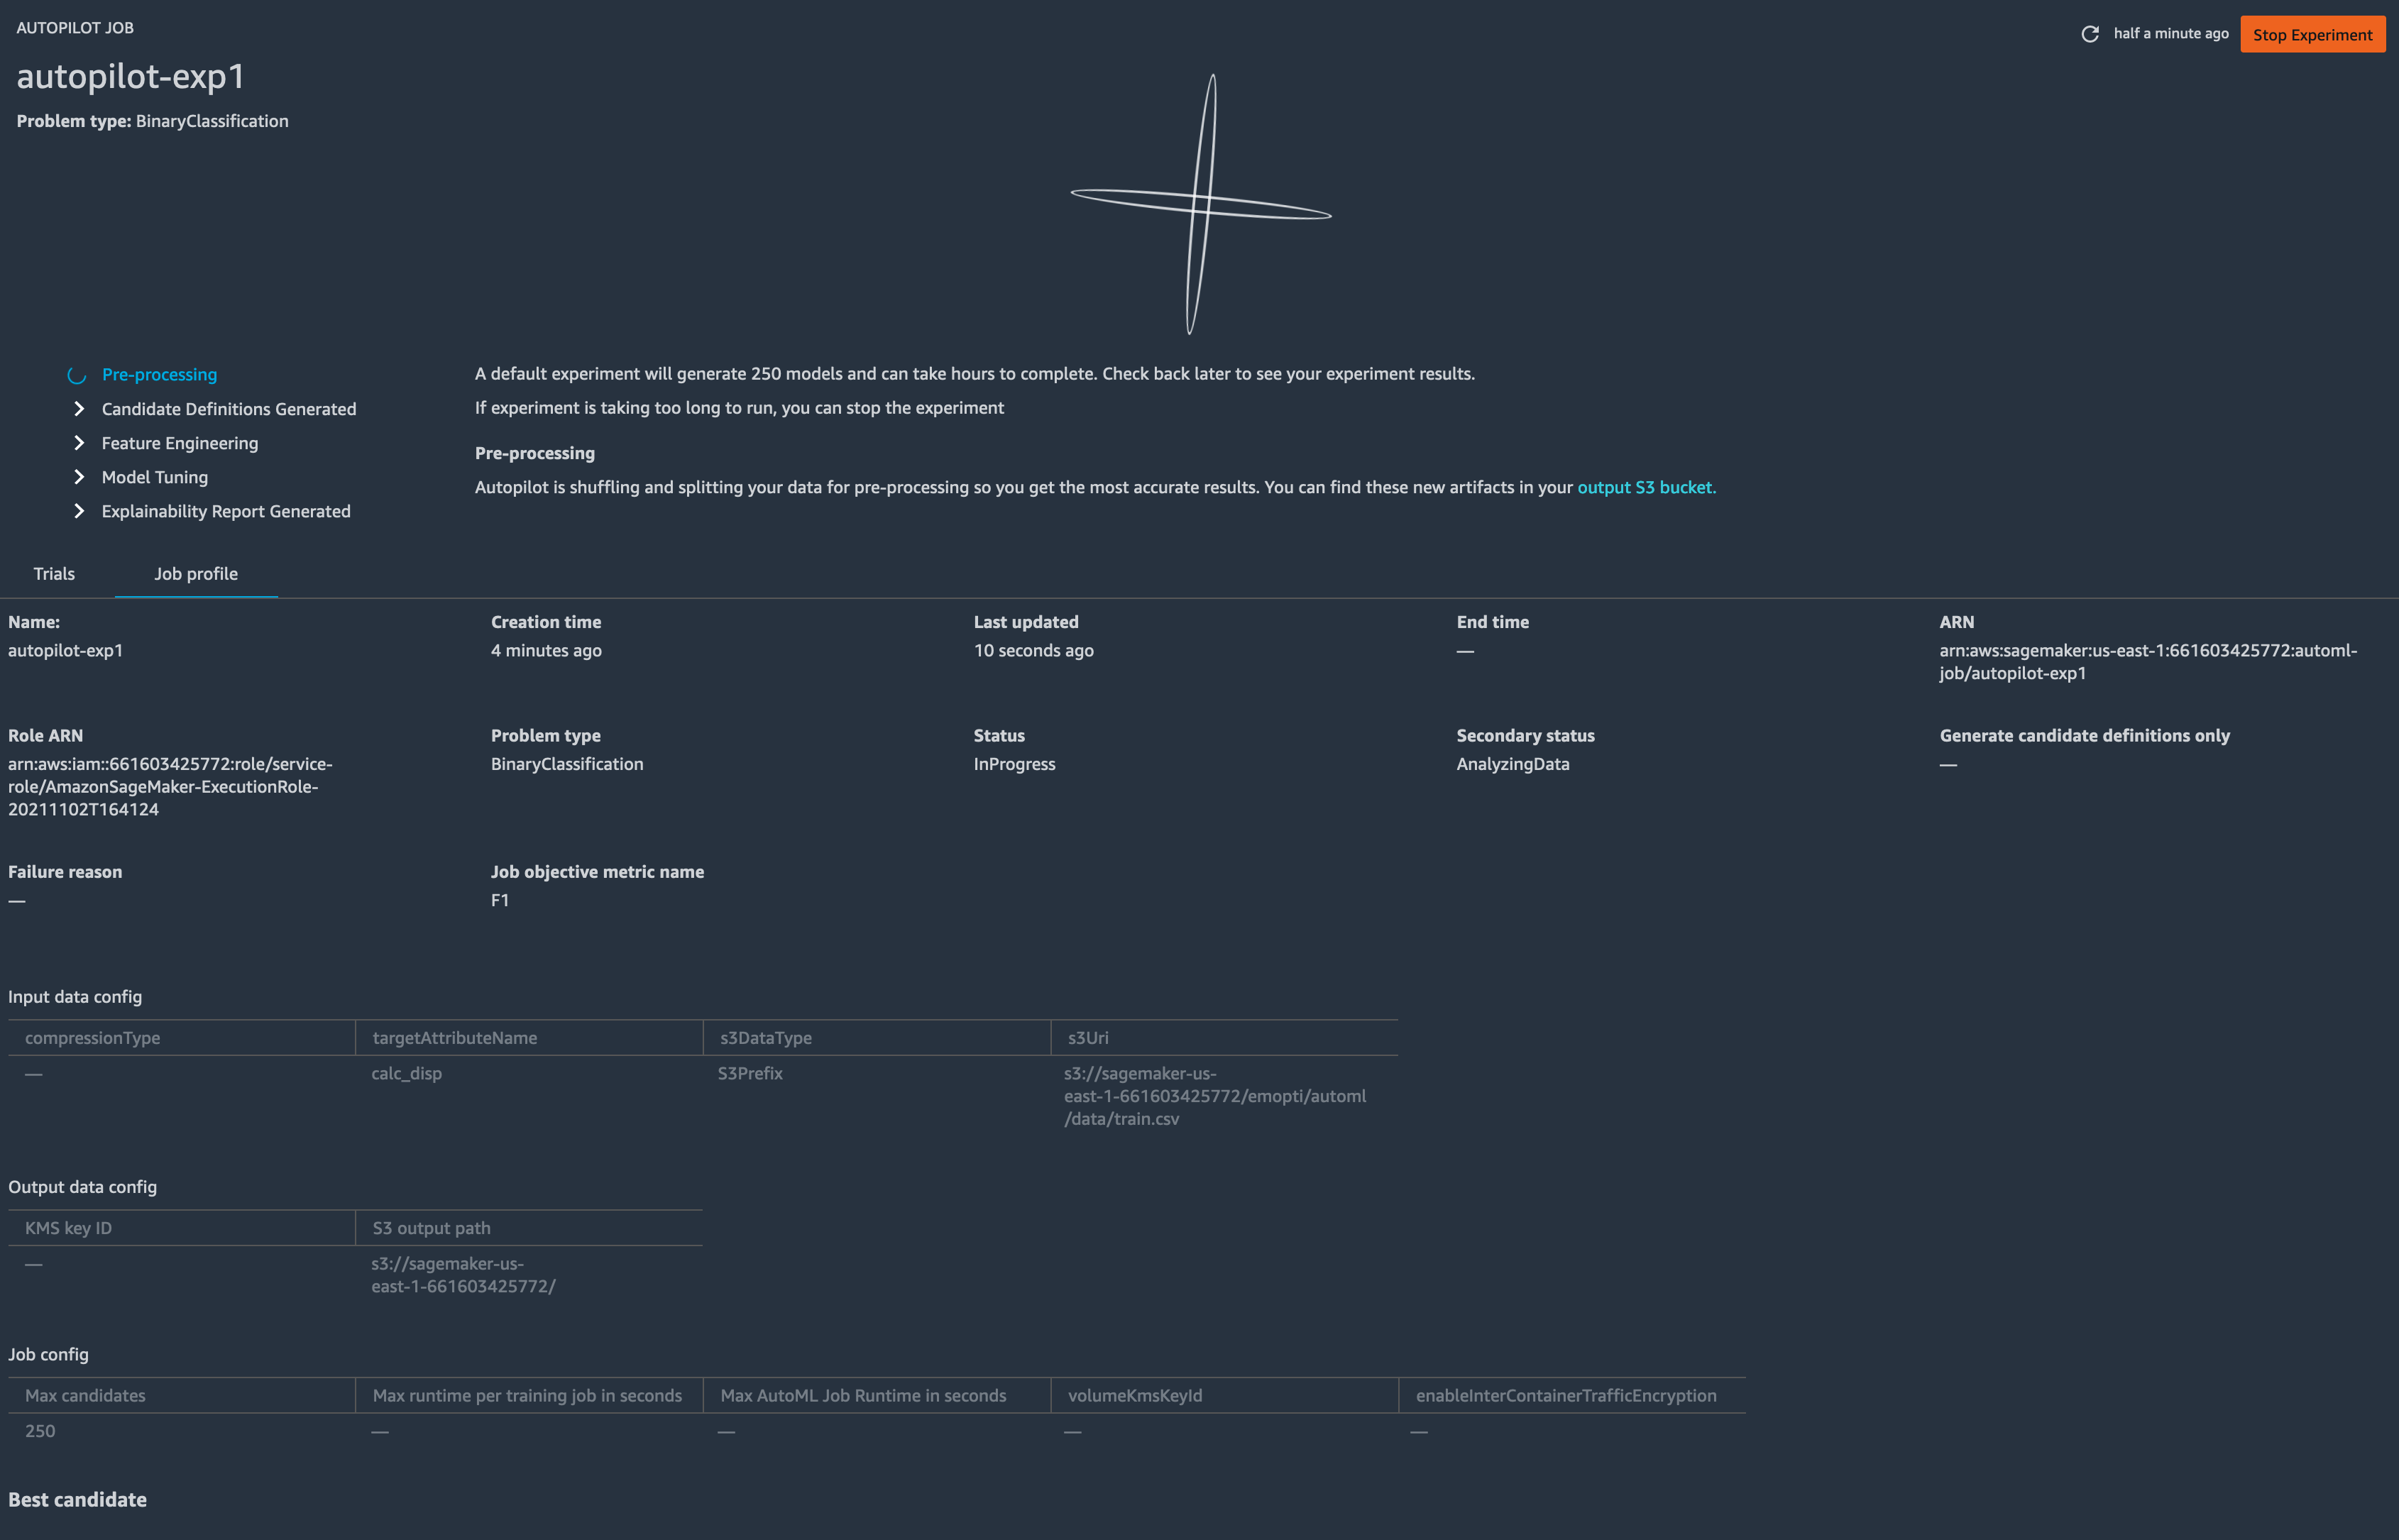 AUTOPILOT JOB
half a minute ago
Stop Experiment
autopilot-exp1
Problem type: BinaryClassification
Pre-processing
Candidate Definitions Generated
Feature Engineering
Model Tuning
Explainability Report Generated
A default experiment will generate 250 models and can take hours to complete. Check back later to see your experiment results.
If experiment is taking too long to run, you can stop the experiment
Pre-processing
Autopilot is shuffling and splitting your data for pre-processing so you get the most accurate results. You can find these new artifacts in your output S3 bucket.
Trials
Job profile
Name:
autopilot-exp1
Creation time
4 minutes ago
Last updated
10 seconds ago
End time
—
ARN
arn:aws:sagemaker:us-east-1:661603425772:automl-
job/autopilot-exp1
Role ARN
arn:aws:iam::661603425772:role/service-
role/AmazonSageMaker-ExecutionRole-
20211102T164124
Problem type
BinaryClassification
Status
InProgress
Secondary status
AnalyzingData
Generate candidate definitions only
—
Failure reason
—
Job objective metric name
F1
Input data config
compressionType
targetAttributeName
s3DataType
s3Uri
—
calc_disp
S3Prefix
s3://sagemaker-us-
east-1-661603425772/emopti/automl
/data/train.csv
Output data config
KMS key ID
S3 output path
—
s3://sagemaker-us-
east-1-661603425772/
Job config
Max candidates
Max runtime per training job in seconds
Max AutoML Job Runtime in seconds
volumeKmsKeyId
enableInterContainerTrafficEncryption
250
—
—
—
—
Best candidate